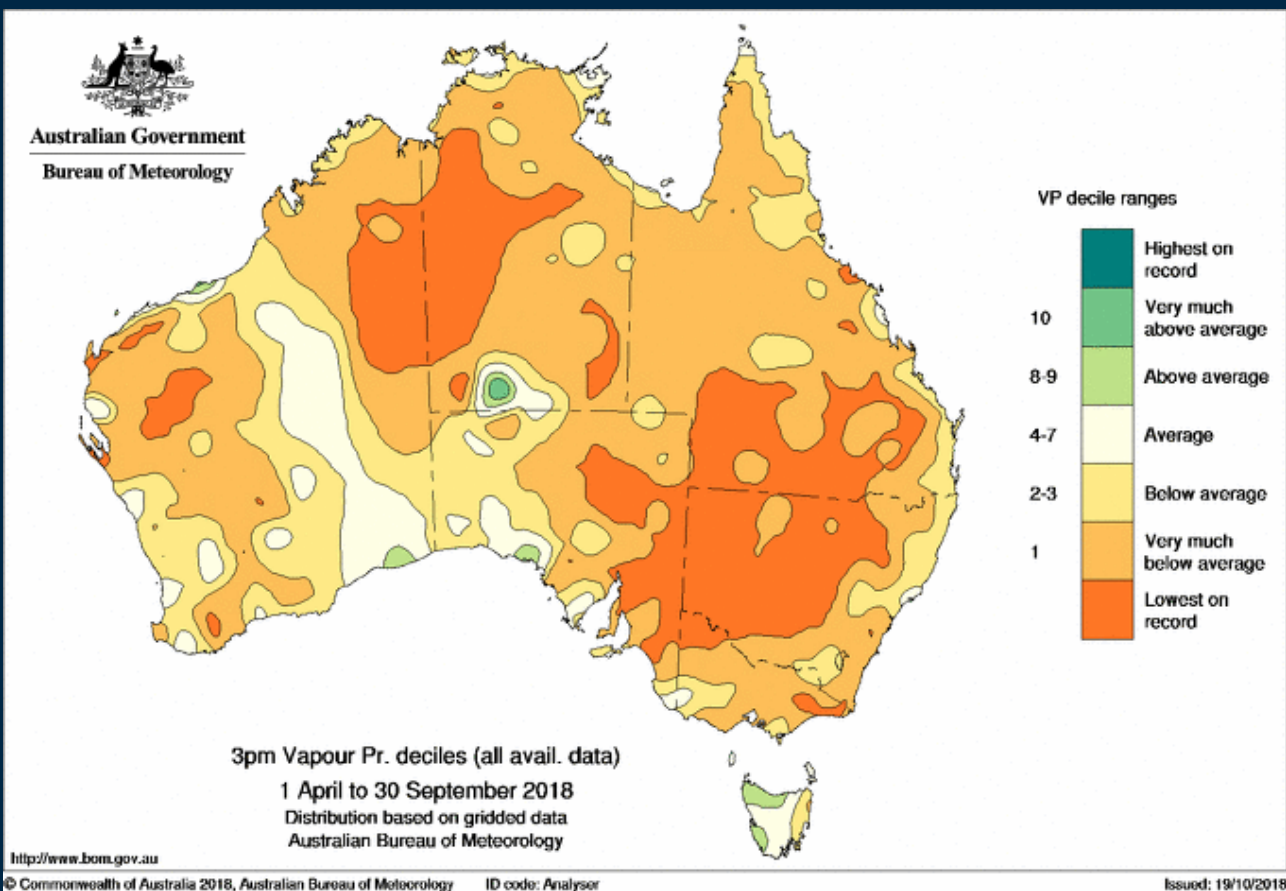 Australian Government
Bureau of Meteorology
VP decile ranges
Highest on
record
10
Very much
above average
8-9
Above average
4-7
Average
2-3
Below average
1
Very much
below average
Lowest on
record
3pm Vapour Pr. deciles (all avail. data)
1 April to 30 September 2018
Distribution based on gridded data
Australian Bureau of Meteorology
http://www.bom.gov.au
© Commonwealth of Australia 2018, Australian Bureau of Meteorology ID code: Analyser Issued: 19/10/2018